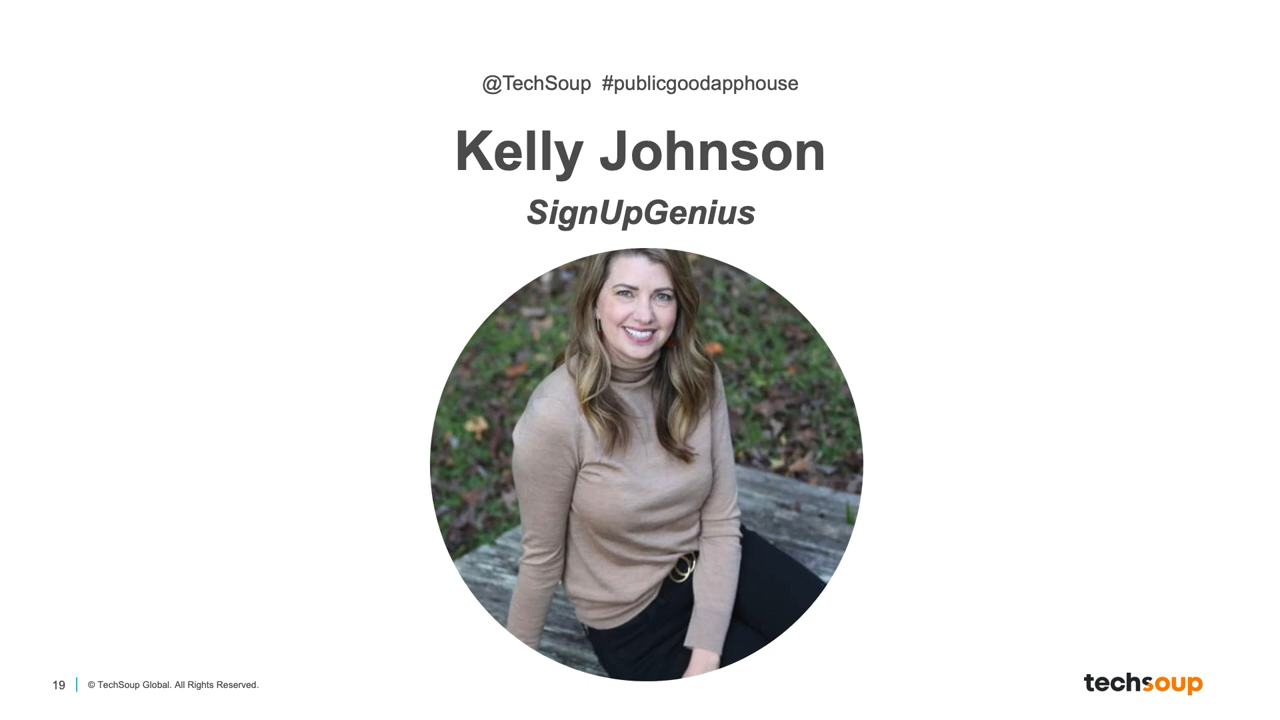 @TechSoup #publicgoodapphouse
Kelly Johnson
SignUpGenius
19
© TechSoup Global. All Rights Reserved.
techsoup